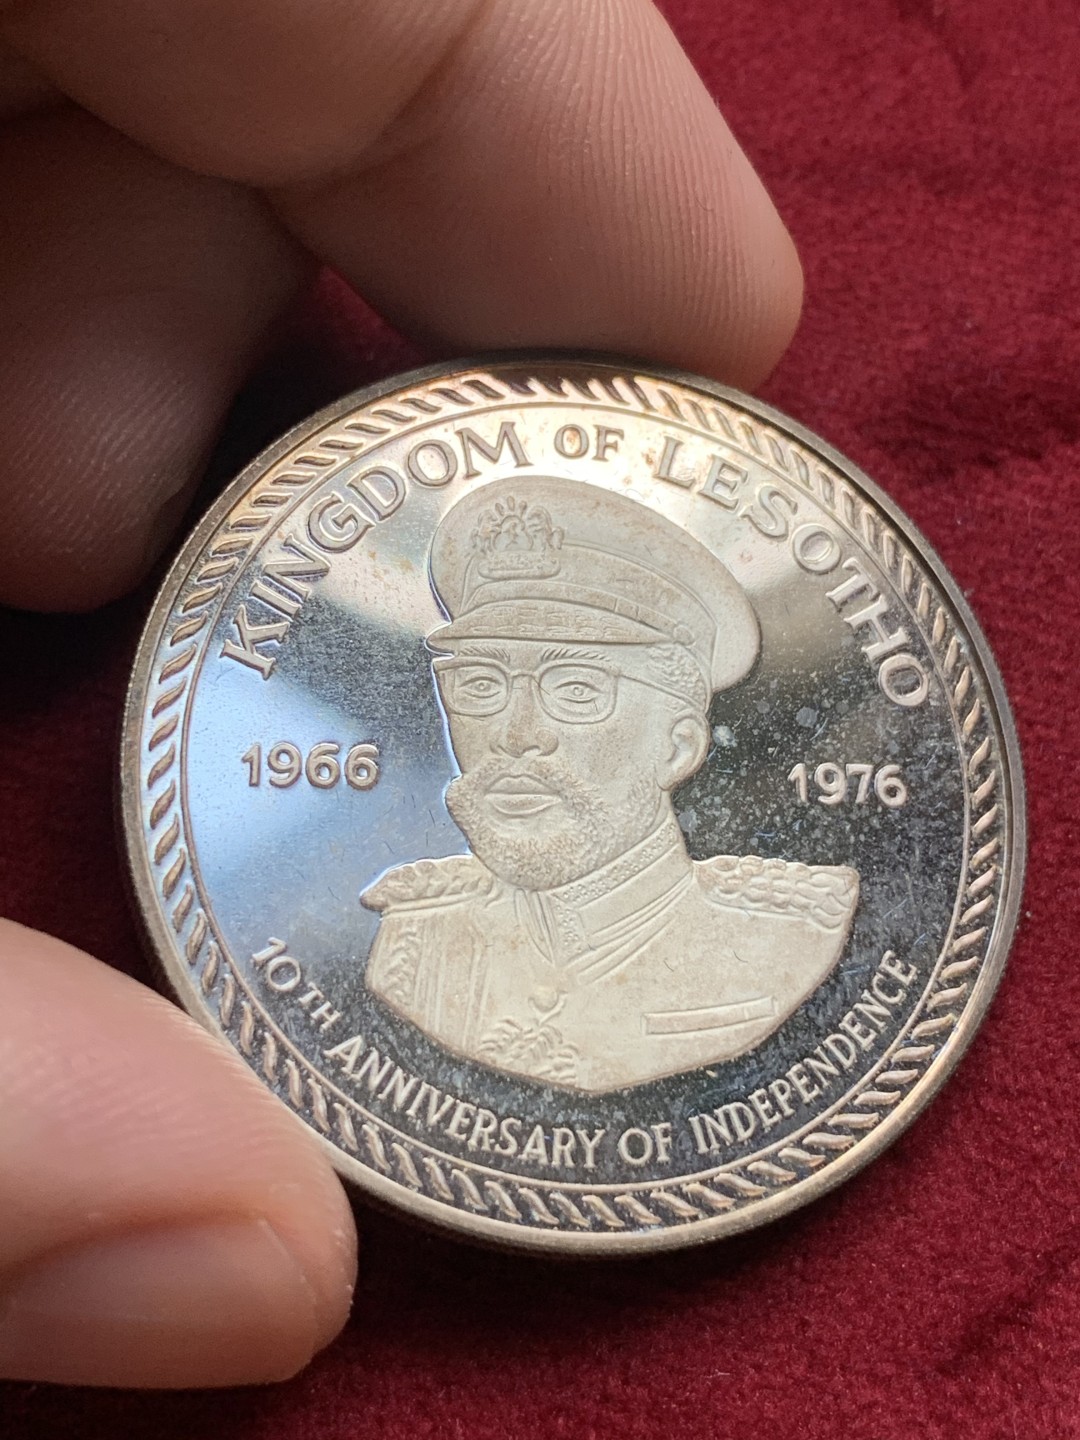 KINGDOM OF LESOTHO
1966
1976
10TH ANNIVERSARY OF INDEPENDENCE